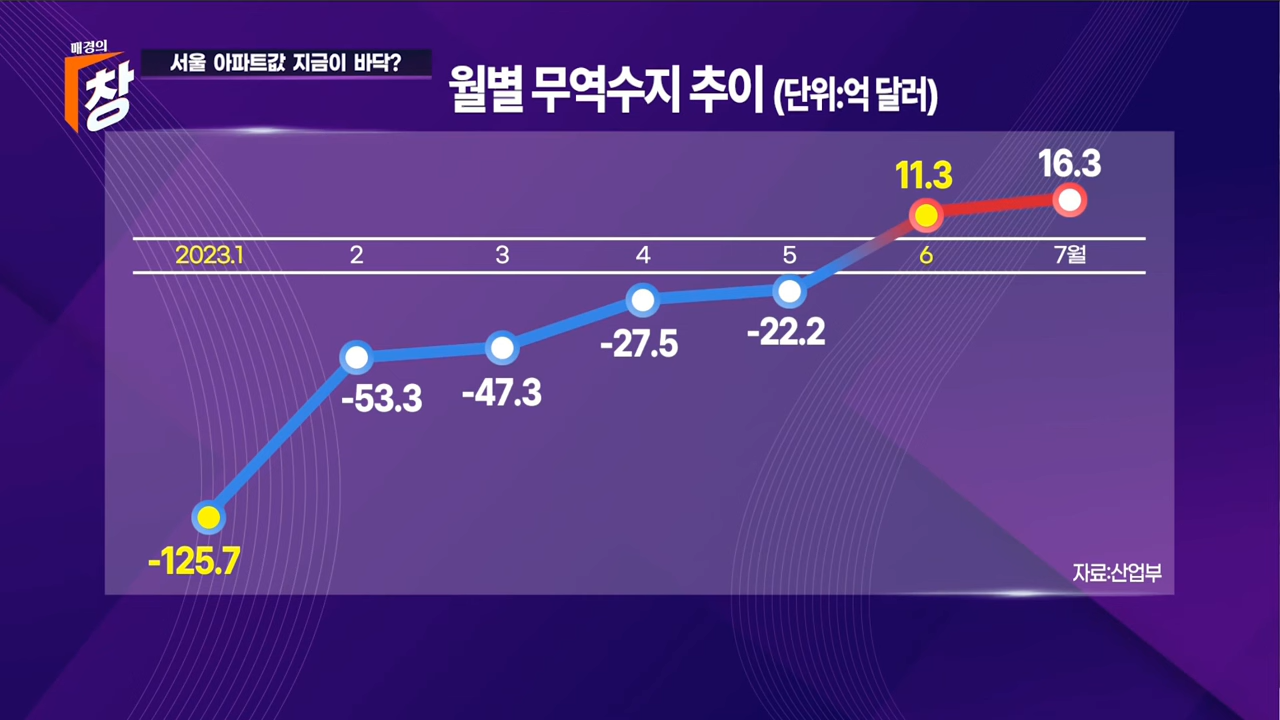 매경의
창
서울 아파트값 지금이 바닥?
월별 무역수지 추이 (단위:억 달러)
11.3
16.3
2023.1 2 3 4 5 6 7월
-27.5
-22.2
-53.3
-47.3
-125.7
자료:산업부